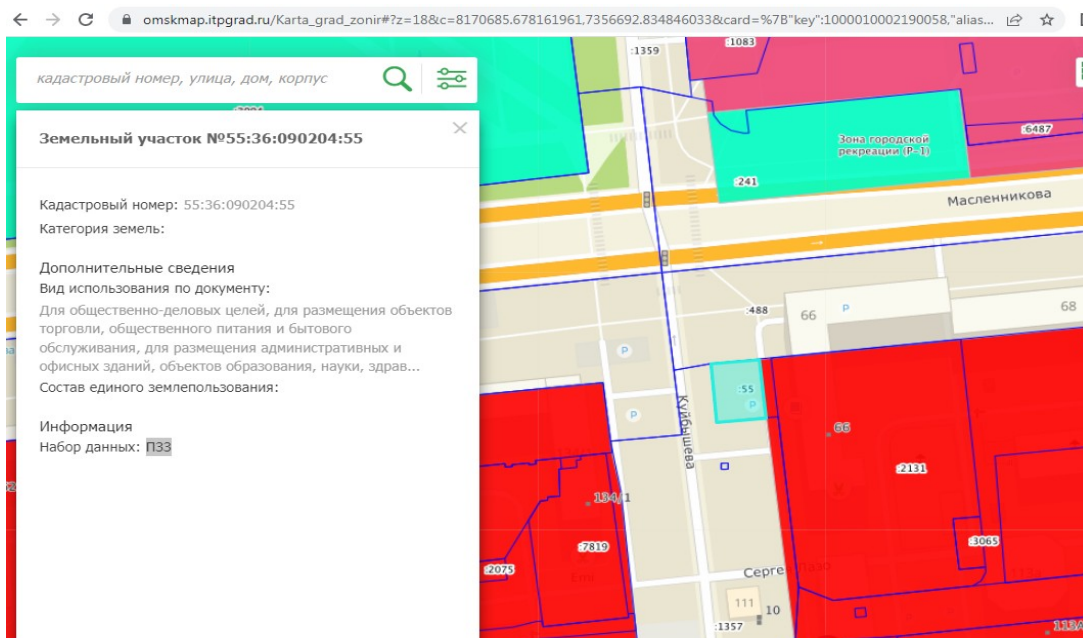 omskmap.itpgrad.ru/Karta_grad_zonir#?z=18&c=8170685.678161961,7356692.834846033&card=%7B"key":1000010002190058,"alias...
кадастровый номер, улица, дом, корпус
Земельный участок №55:36:090204:55
Кадастровый номер: 55:36:090204:55
Категория земель:
Дополнительные сведения
Вид использования по документу:
Для общественно-деловых целей, для размещения объектов
торговли, общественного питания и бытового
обслуживания, для размещения административных и
офисных зданий, объектов образования, науки, здрав...
Состав единого землепользования:
Информация
Набор данных: ПЗЗ
:1359
:1083
Зона городской
рекреации (Р-1)
:6487
:241
Масленникова
:488
66
P
68
P
:55
P
P
Куйбышева
66
:2131
134/1
:7819
:3065
:2075
111
10
:1357
113А